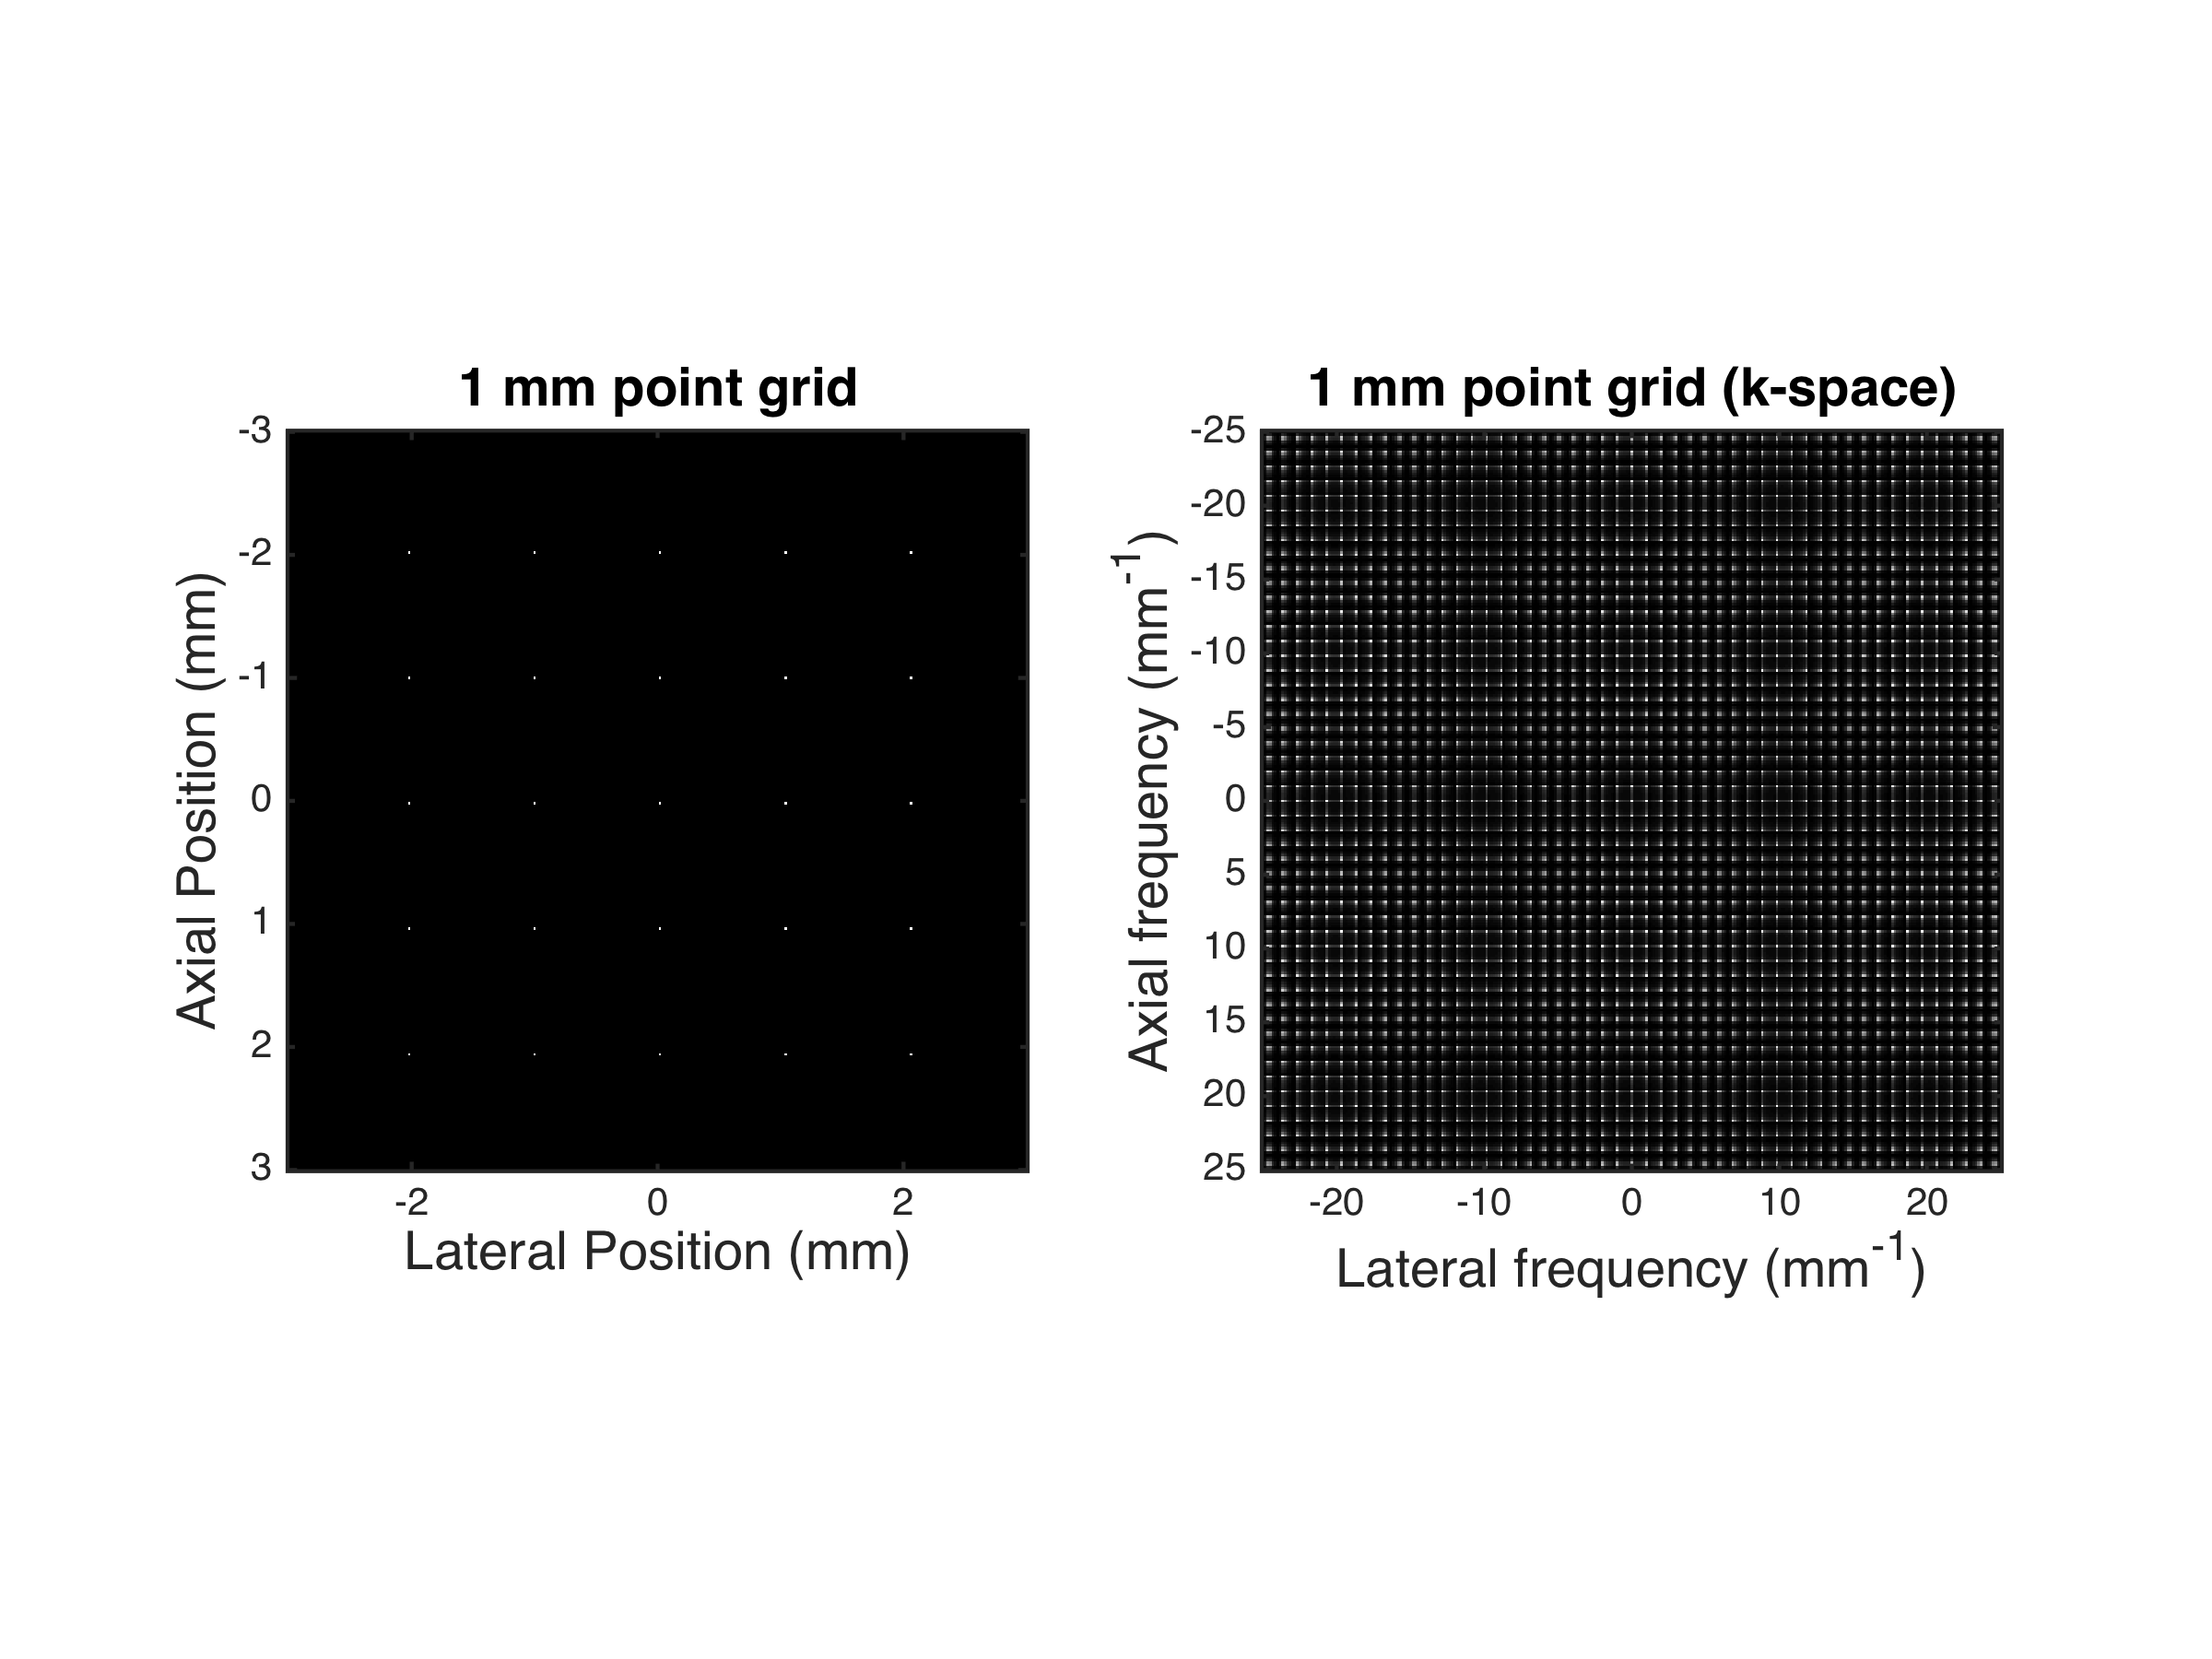 1 mm point grid
-3
-2
-1
0
1
2
3
Axial Position (mm)
-2 0 2
Lateral Position (mm)
1 mm point grid (k-space)
-25
-20
-15
-10
-5
0
5
10
15
20
25
Axial frequency (mm-1)
-20 -10 0 10 20
Lateral frequency (mm-1)